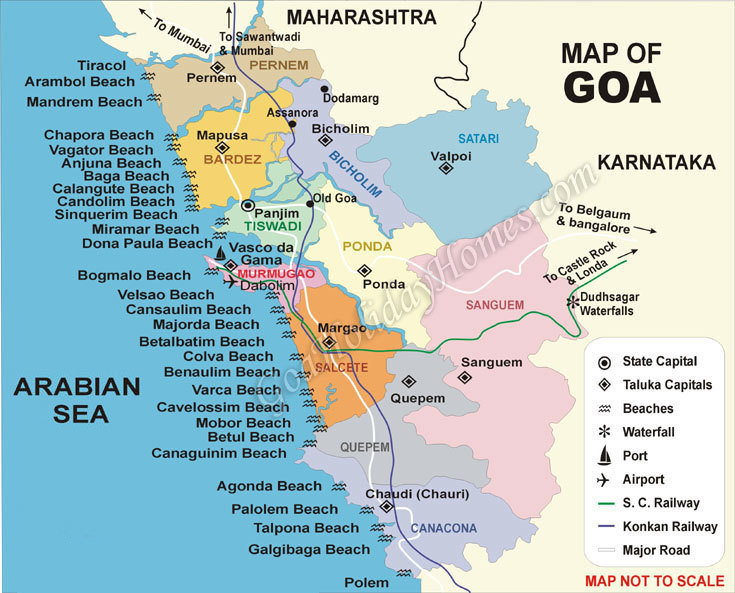 MAHARASHTRA
To Mumbai
To Sawantwadi
& Mumbai
MAP OF
GOA
Tiracol
Arambol Beach
Mandrem Beach
Pernem
PERNEM
Dodamarg
Assanora
Chapora Beach
Vagator Beach
Anjuna Beach
Baga Beach
Calangute Beach
Candolim Beach
Sinquerim Beach
Miramar Beach
Dona Paula Beach
Mapusa
BARDEZ
Bicholim
BICHOLIM
SATARI
Valpoi
KARNATAKA
Panjim
TISWADI
Old Goa
To Belgaum
& bangalore
PONDA
Ponda
Vasco da
Gama
MURMUGAO
Dabolim
Bogmalo Beach
To Castle Rock
& Londa
SANGUEM
Dudhsagar
Waterfalls
Velsao Beach
Cansaulim Beach
Majorda Beach
Betalbatim Beach
Colva Beach
Benaulim Beach
Varca Beach
Cavelossim Beach
Mobor Beach
Betul Beach
Canaguinim Beach
Margao
SALCETE
Sanguem
Quepem
QUEPEM
ARABIAN
SEA
Agonda Beach
Palolem Beach
Talpona Beach
Galgibaga Beach
Polem
Chaudi (Chauri)
CANACONA
State Capital
Taluka Capitals
Beaches
Waterfall
Port
Airport
S. C. Railway
Konkan Railway
Major Road
MAP NOT TO SCALE
GoaHolidayHomes.com